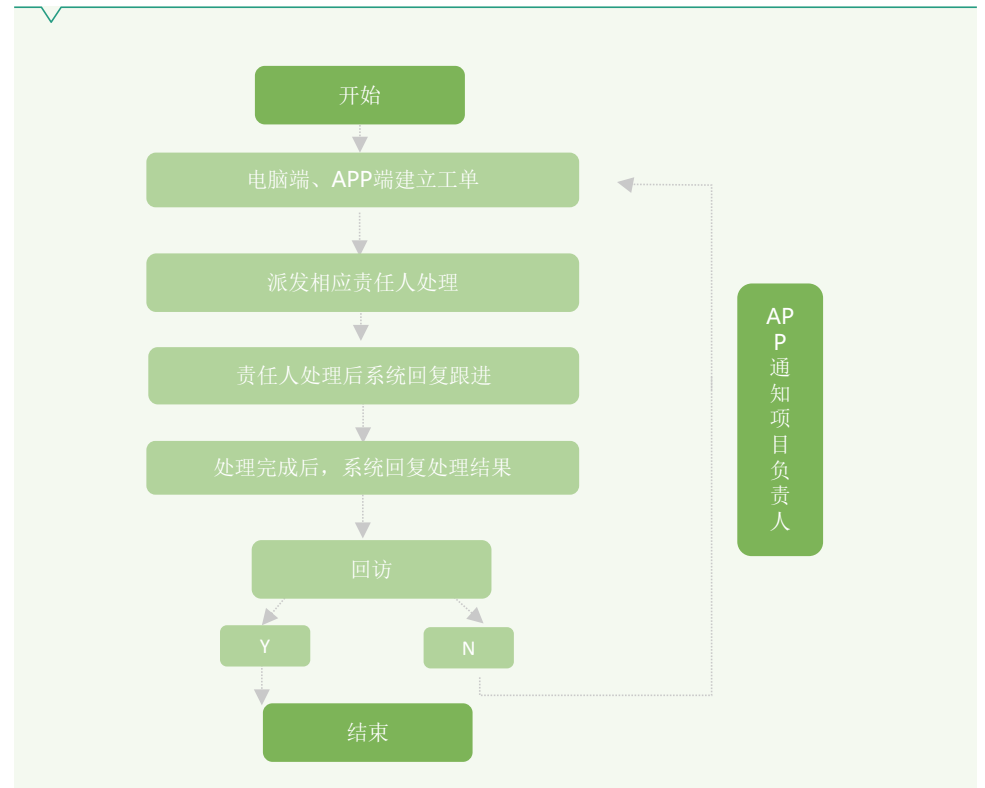 开始
电脑端、APP端建立工单
派发相应责任人处理
责任人处理后系统回复跟进
处理完成后，系统回复处理结果
回访
Y
N
结束
AP
P
通
知
项
目
负
责
人